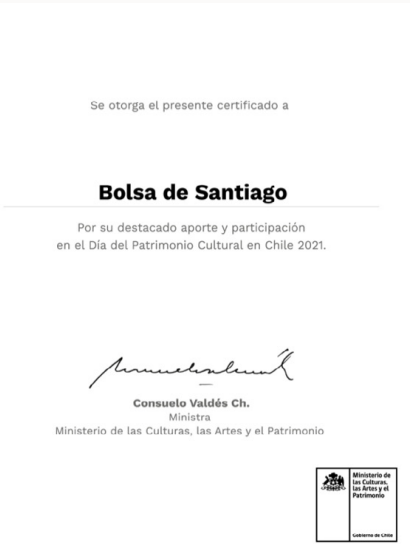 Se otorga el presente certificado a
Bolsa de Santiago
Por su destacado aporte y participación
en el Día del Patrimonio Cultural en Chile 2021.
Consuelo Valdés Ch.
Ministra
Ministerio de las Culturas, las Artes y el Patrimonio
Ministerio de
las Culturas,
las Artes y el
Patrimonio
Gobierno de Chile